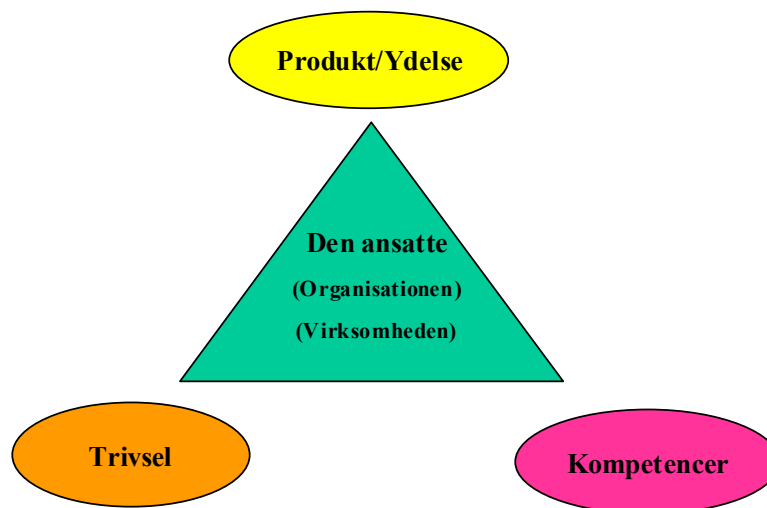 Produkt/Ydelse
Den ansatte
(Organisationen)
(Virksomheden)
Trivsel
Kompetencer